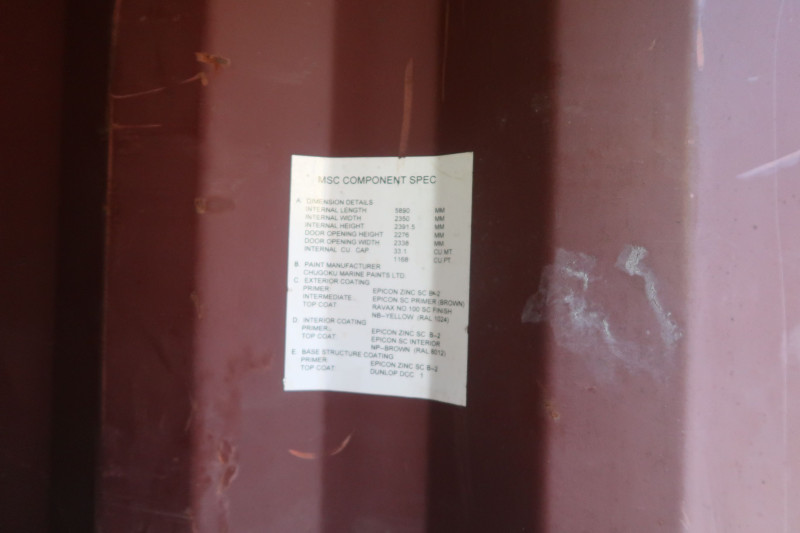 MSC COMPONENT SPEC
A. DIMENSION DETAILS
INTERNAL LENGTH 5890 MM
INTERNAL WIDTH 2350 MM
INTERNAL HEIGHT 2391.5 MM
DOOR OPENING HEIGHT 2276 MM
DOOR OPENING WIDTH 2338 MM
INTERNAL CU. CAP. 33.1 CU.MT.
1168 CU.FT.
B. PAINT MANUFACTURER
CHUGOKU MARINE PAINTS LTD.
C. EXTERIOR COATING
PRIMER: EPICON ZINC SC B-2
INTERMEDIATE: EPICON SC PRIMER (BROWN)
TOP COAT: RAVAX NO.100 SC FINISH
NB-YELLOW (RAL 1024)
D. INTERIOR COATING
PRIMER: EPICON ZINC SC B-2
TOP COAT: EPICON SC INTERIOR
NP-BROWN (RAL 8012)
E. BASE STRUCTURE COATING
PRIMER: EPICON ZINC SC B-2
TOP COAT: DUNLOP DCC 1